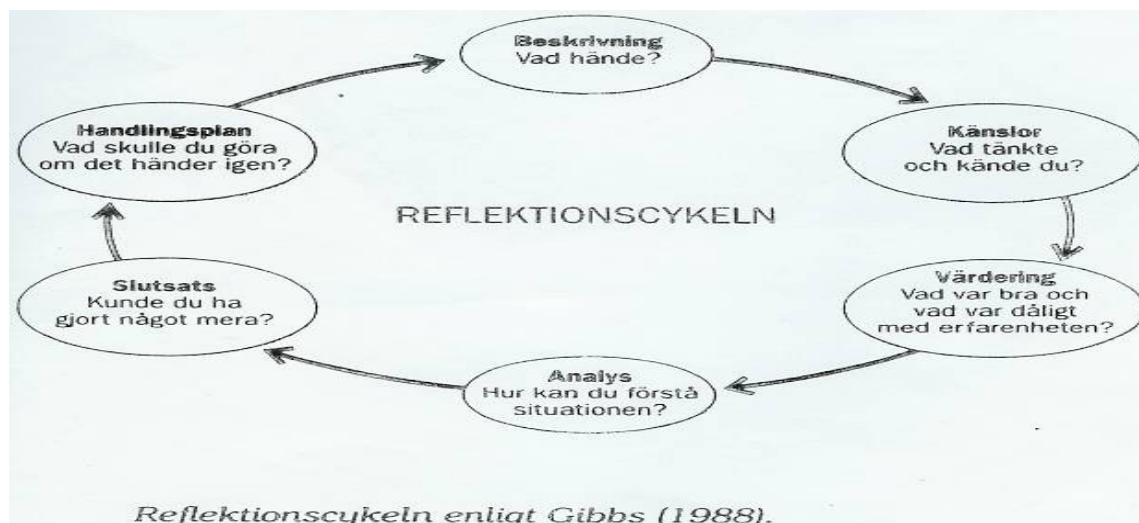 Beskrivning
Vad hände?
Känslor
Vad tänkte
och kände du?
Värdering
Vad var bra och
vad var dåligt
med erfarenheten?
Analys
Hur kan du förstå
situationen?
Slutsats
Kunde du ha
gjort något mera?
Handlingsplan
Vad skulle du göra
om det händer igen?
REFLEKTIONSCYKELN
Reflektionscykeln enligt Gibbs (1988).